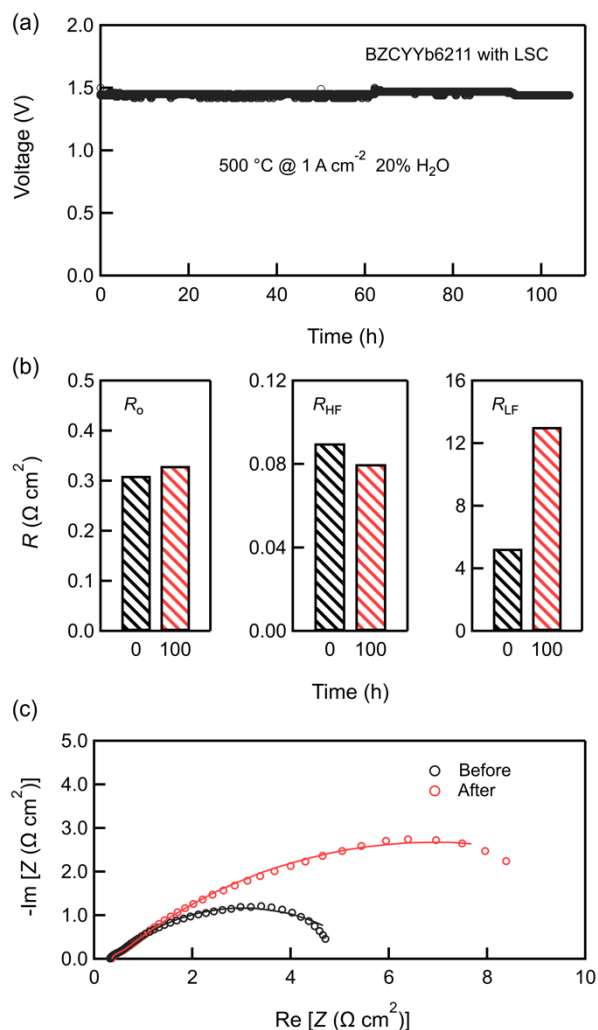 (a)
BZCYYb6211 with LSC
500 °C @ 1 A cm⁻² 20% H₂O
Voltage (V)
2.0
1.5
1.0
0.5
0.0
0
20
40
60
80
100
Time (h)
(b)
R (Ω cm²)
0.5
0.4
0.3
0.2
0.1
0.0
Rₒ
0
100
0.12
0.08
0.04
0.00
R_HF
0
100
16
12
8
4
0
R_LF
0
100
Time (h)
(c)
-Im [Z (Ω cm²)]
5.0
4.0
3.0
2.0
1.0
0.0
Before
After
0
2
4
6
8
10
Re [Z (Ω cm²)]